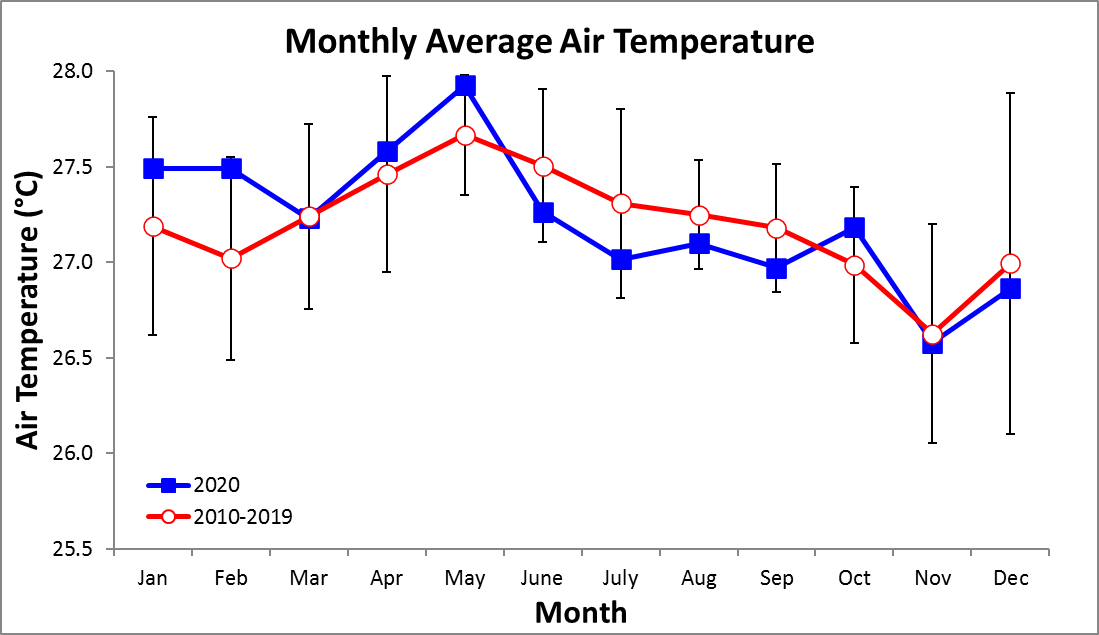 Monthly Average Air Temperature
Air Temperature (°C)
28.0
27.5
27.0
26.5
26.0
25.5
2020
2010-2019
Jan Feb Mar Apr May June July Aug Sep Oct Nov Dec
Month